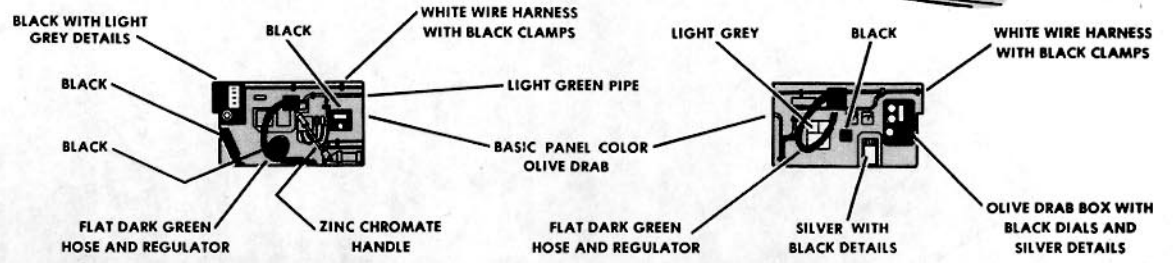 BLACK WITH LIGHT
GREY DETAILS
BLACK
WHITE WIRE HARNESS
WITH BLACK CLAMPS
BLACK
LIGHT GREEN PIPE
BLACK
BASIC PANEL COLOR
OLIVE DRAB
FLAT DARK GREEN
HOSE AND REGULATOR
ZINC CHROMATE
HANDLE
LIGHT GREY
BLACK
WHITE WIRE HARNESS
WITH BLACK CLAMPS
FLAT DARK GREEN
HOSE AND REGULATOR
SILVER WITH
BLACK DETAILS
OLIVE DRAB BOX WITH
BLACK DIALS AND
SILVER DETAILS